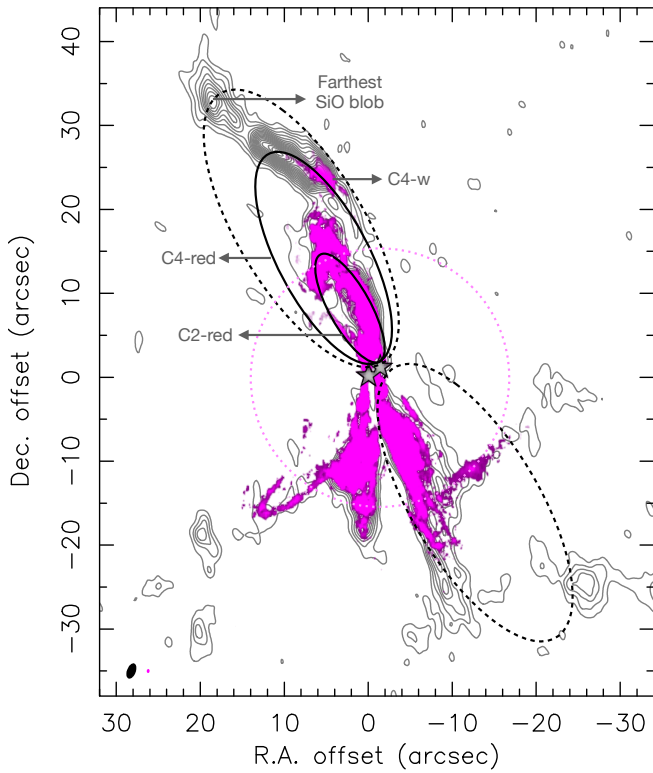 40
Farthest
SiO blob
30
C4-w
20
C4-red
10
C2-red
0
−10
−20
−30
30 20 10 0 −10 −20 −30
R.A. offset (arcsec)
Dec. offset (arcsec)